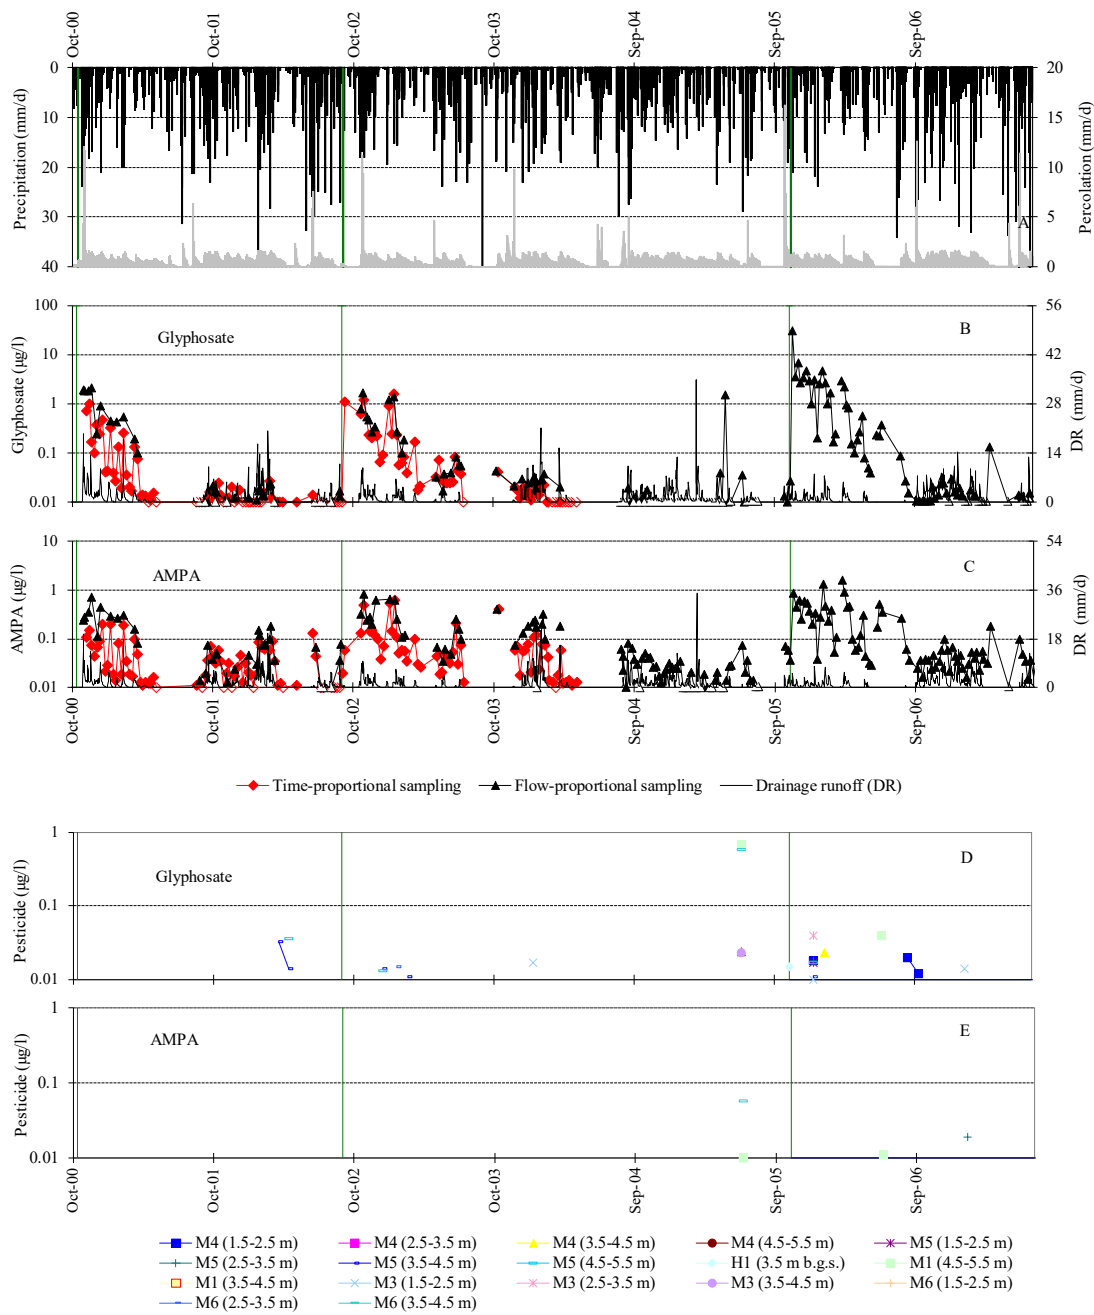 Oct-00
Oct-01
Oct-02
Oct-03
Sep-04
Sep-05
Sep-06
0
10
20
30
40
Precipitation (mm/d)
20
15
10
5
0
Percolation (mm/d)
A
100
10
1
0.1
0.01
Glyphosate (µg/l)
Glyphosate
B
56
42
28
14
0
DR (mm/d)
10
1
0.1
0.01
AMPA (µg/l)
AMPA
C
54
36
18
0
DR (mm/d)
Oct-00
Oct-01
Oct-02
Oct-03
Sep-04
Sep-05
Sep-06
Time-proportional sampling
Flow-proportional sampling
Drainage runoff (DR)
1
0.1
0.01
Pesticide (µg/l)
Glyphosate
D
1
0.1
0.01
Pesticide (µg/l)
AMPA
E
Oct-00
Oct-01
Oct-02
Oct-03
Sep-04
Sep-05
Sep-06
M4 (1.5-2.5 m) M4 (2.5-3.5 m) M4 (3.5-4.5 m) M4 (4.5-5.5 m) M5 (1.5-2.5 m)
M5 (2.5-3.5 m) M5 (3.5-4.5 m) M5 (4.5-5.5 m) H1 (3.5 m b.g.s.) M1 (4.5-5.5 m)
M1 (3.5-4.5 m) M3 (1.5-2.5 m) M3 (2.5-3.5 m) M3 (3.5-4.5 m) M6 (1.5-2.5 m)
M6 (2.5-3.5 m) M6 (3.5-4.5 m)